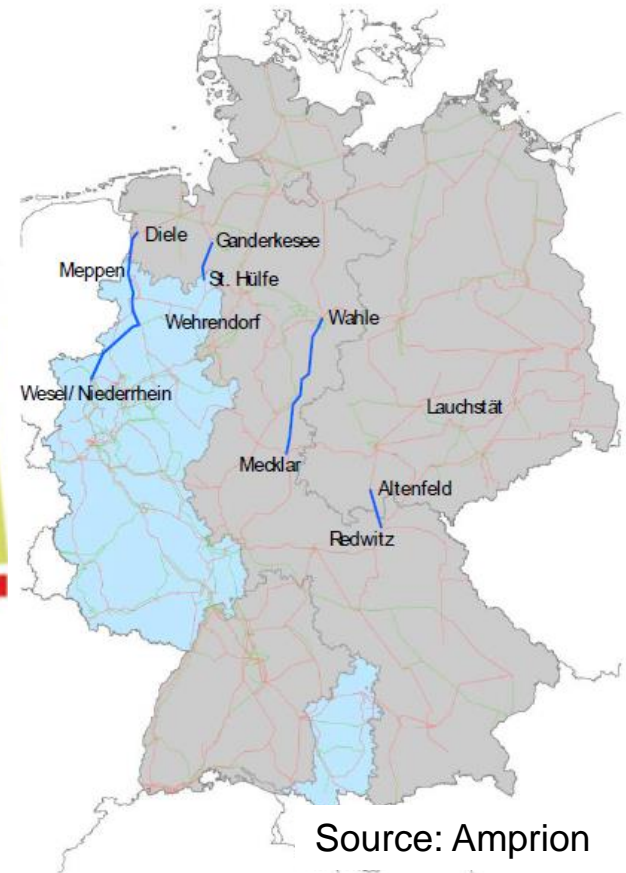 Diele
Ganderkesee
Meppen
St. Hülfe
Wehrendorf
Wahle
Wesel/ Niederrhein
Lauchstät
Mecklar
Altenfeld
Redwitz
Source: Amprion